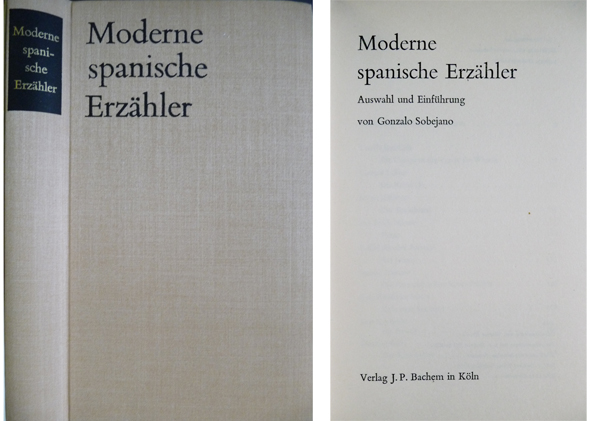 Moderne
spani-
sche
Erzähler
Moderne
spanische
Erzähler
Moderne
spanische Erzähler
Auswahl und Einführung
von Gonzalo Sobejano
Verlag J. P. Bachem in Köln